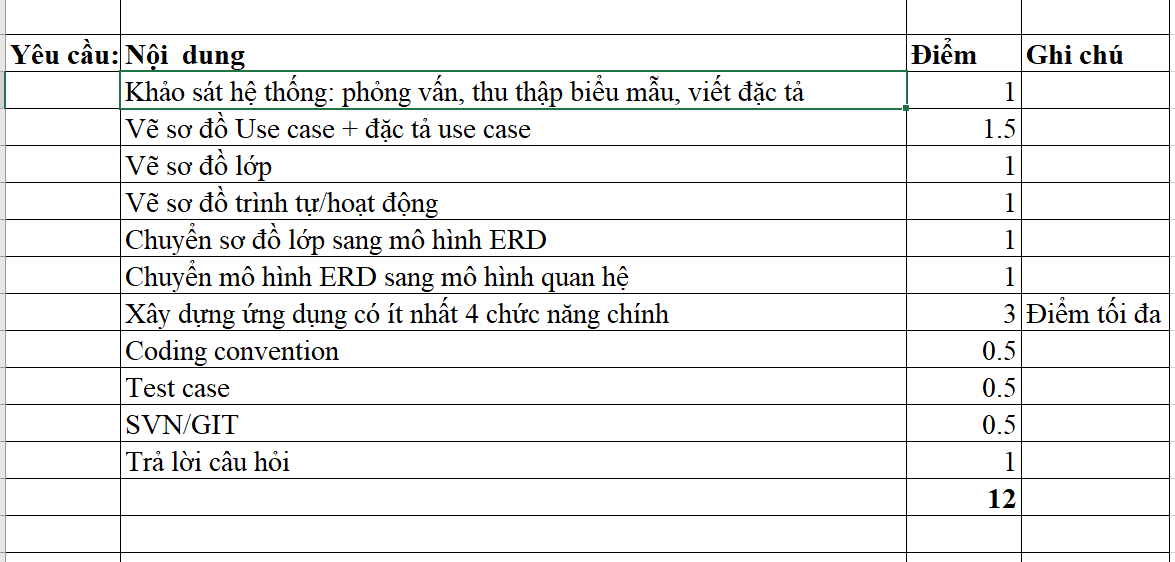 Yêu cầu: Nội dung Điểm Ghi chú
Khảo sát hệ thống: phỏng vấn, thu thập biểu mẫu, viết đặc tả 1
Vẽ sơ đồ Use case + đặc tả use case 1.5
Vẽ sơ đồ lớp 1
Vẽ sơ đồ trình tự/hoạt động 1
Chuyển sơ đồ lớp sang mô hình ERD 1
Chuyển mô hình ERD sang mô hình quan hệ 1
Xây dựng ứng dụng có ít nhất 4 chức năng chính 3 Điểm tối đa
Coding convention 0.5
Test case 0.5
SVN/GIT 0.5
Trả lời câu hỏi 1
12